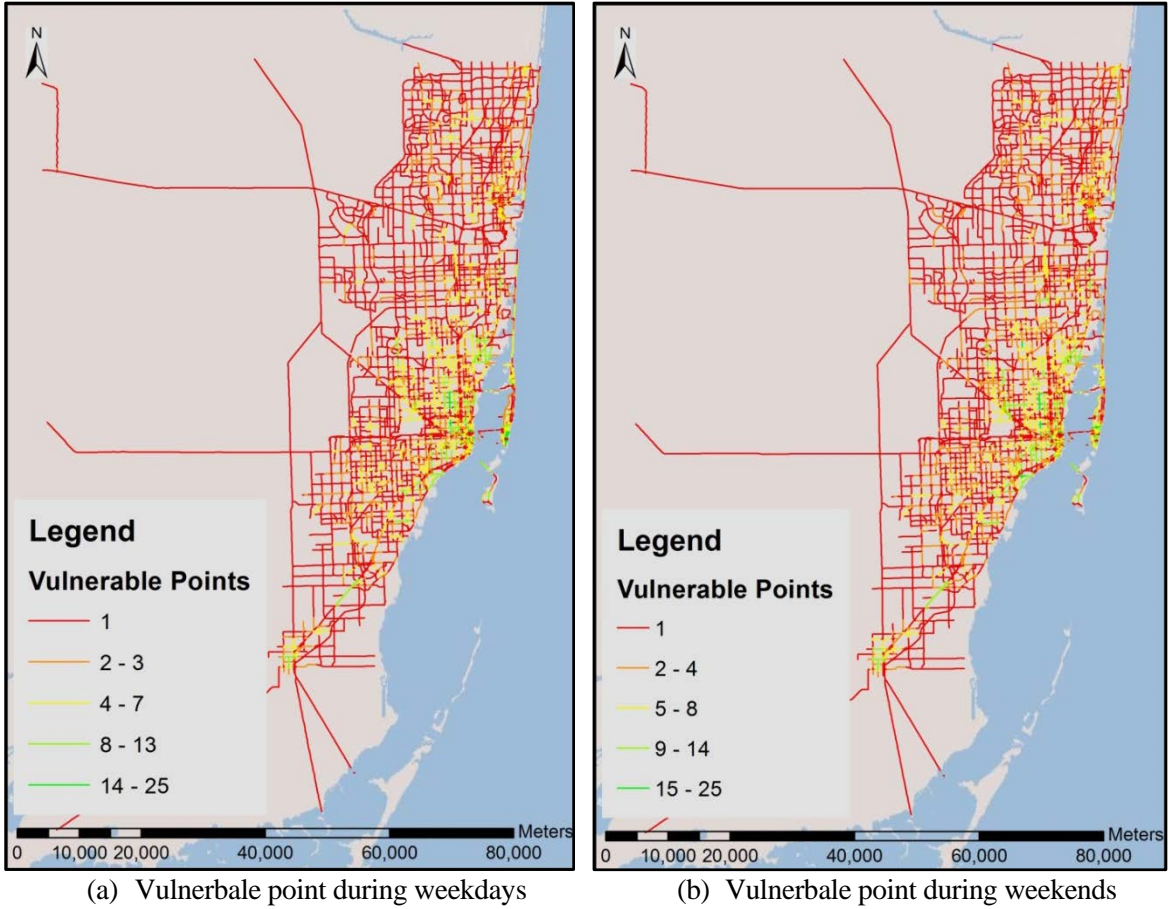 N
Legend
Vulnerable Points
1
2 - 3
4 - 7
8 - 13
14 - 25
Meters
0 10,000 20,000 40,000 60,000 80,000
(a) Vulnerbale point during weekdays
N
Legend
Vulnerable Points
1
2 - 4
5 - 8
9 - 14
15 - 25
Meters
0 10,000 20,000 40,000 60,000 80,000
(b) Vulnerbale point during weekends